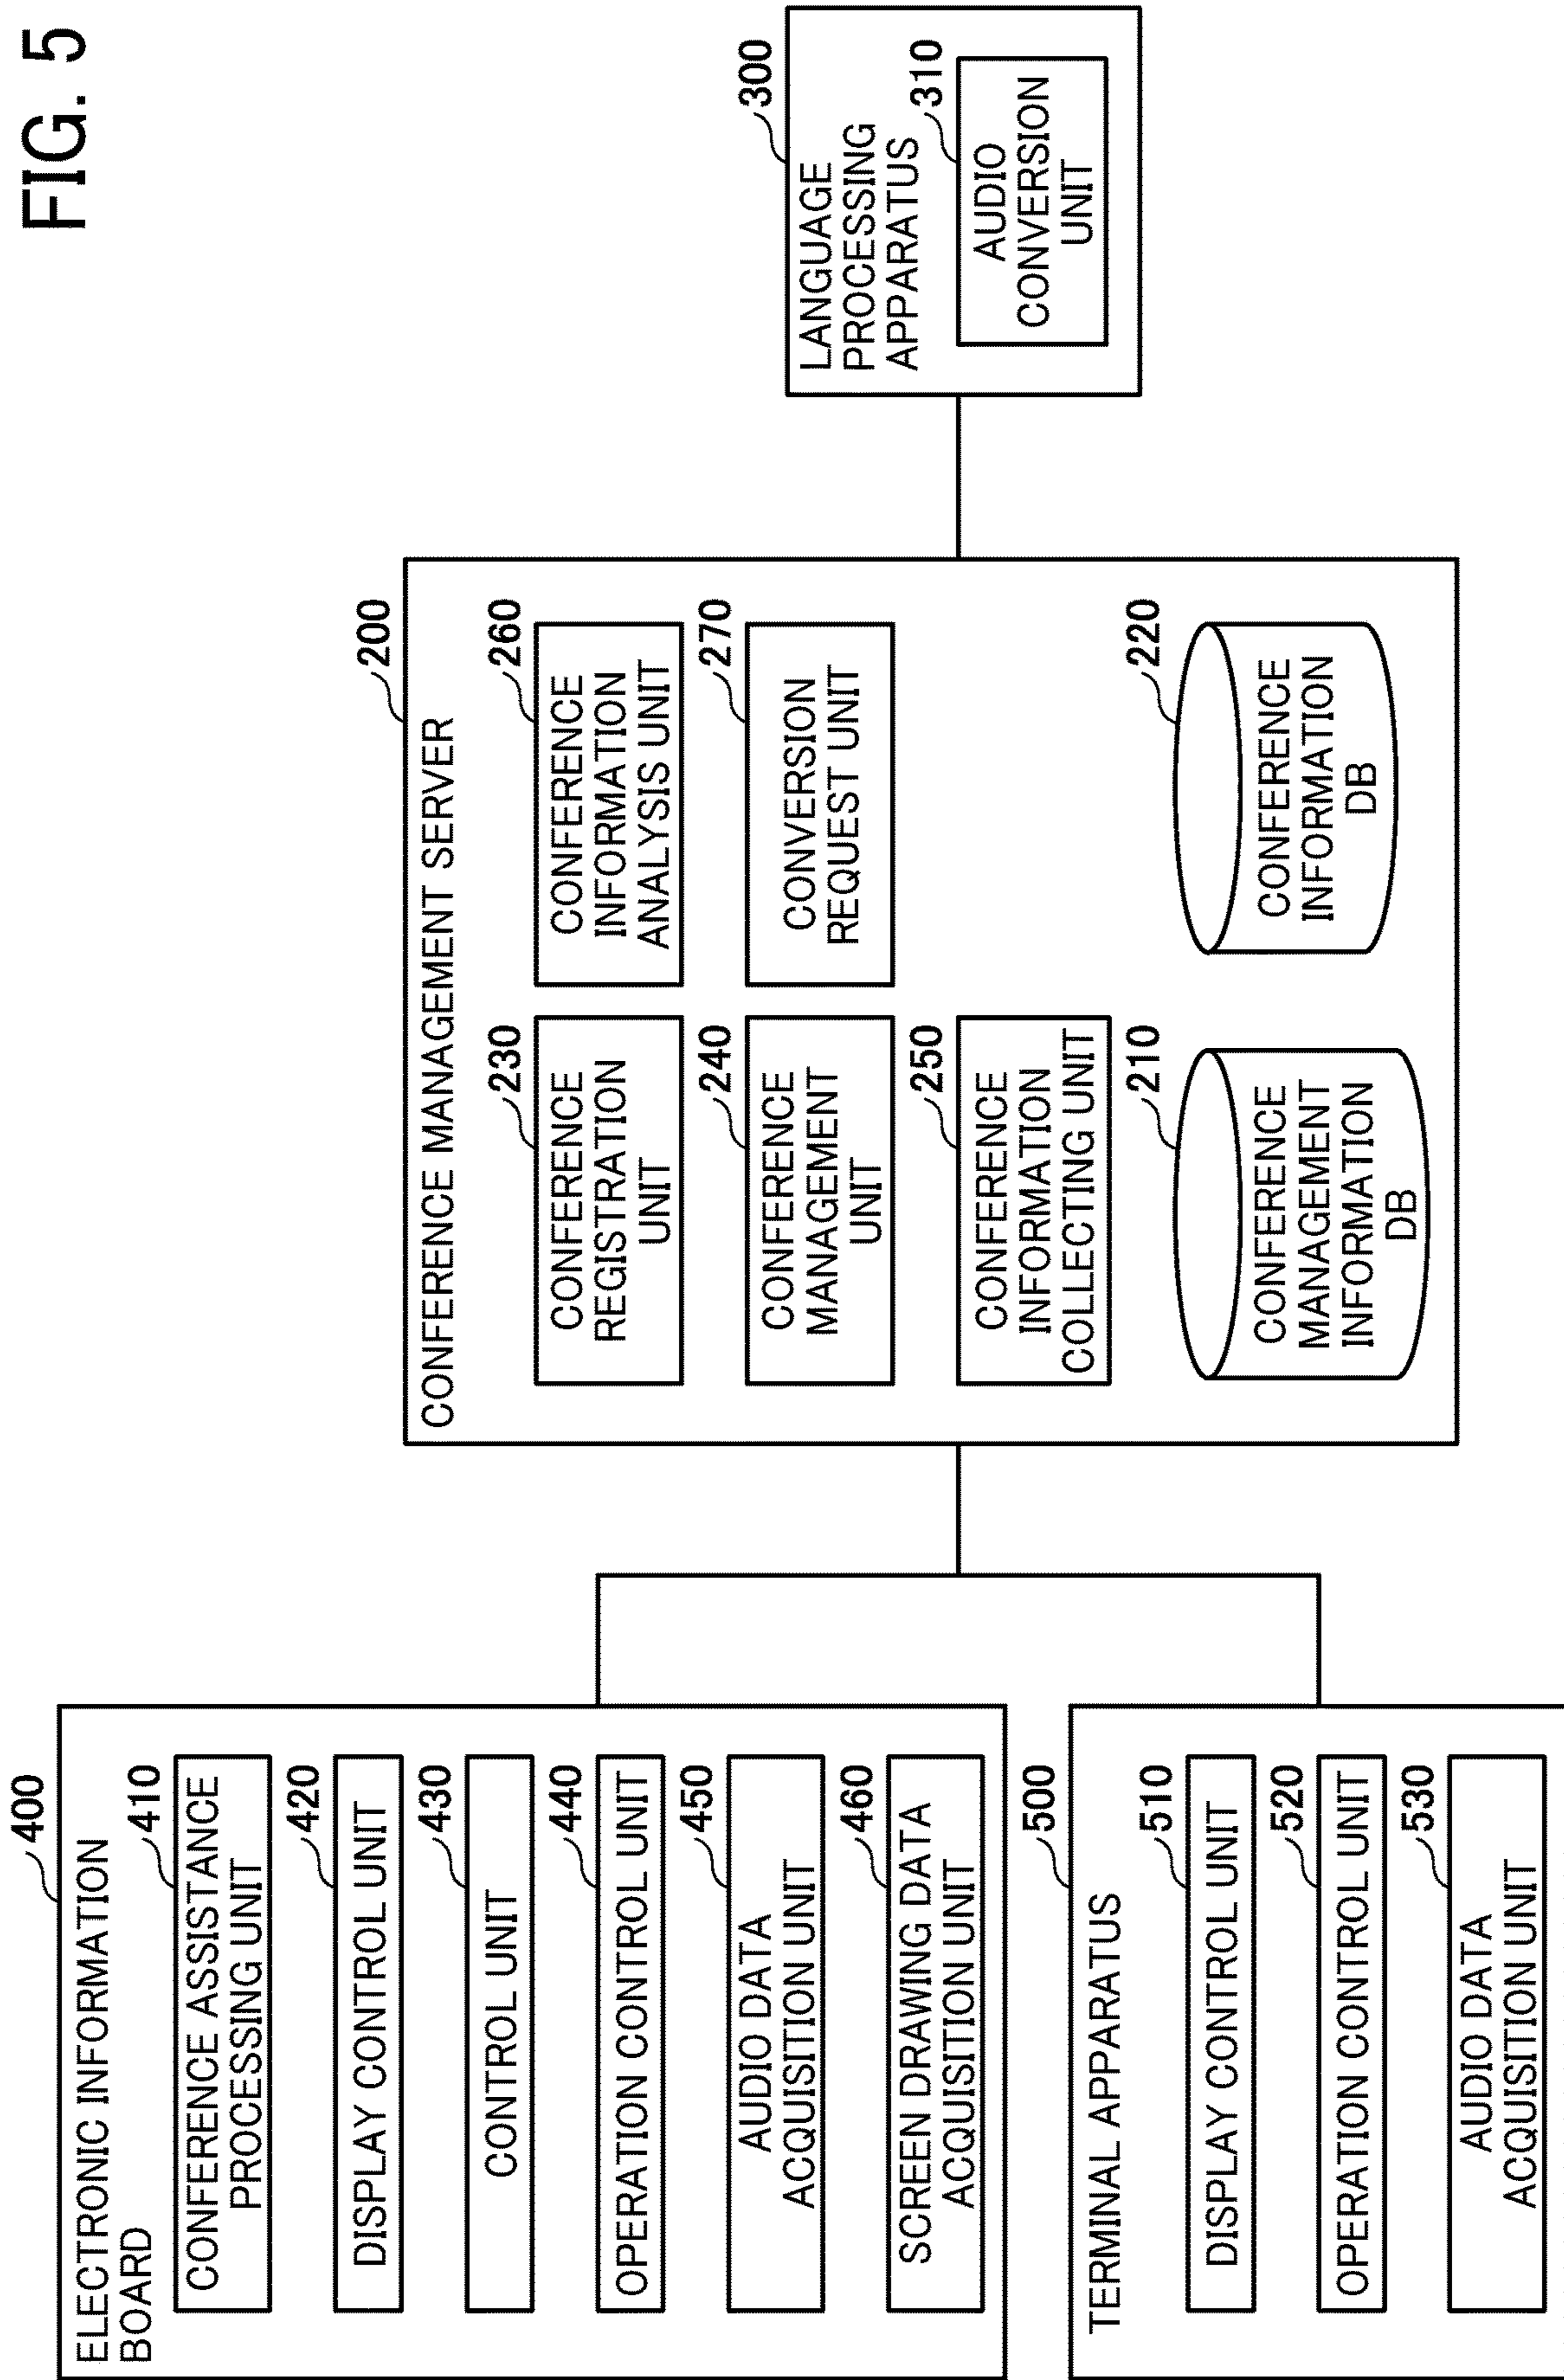 FIG. 5
400
ELECTRONIC INFORMATION
BOARD
410
CONFERENCE ASSISTANCE
PROCESSING UNIT
420
DISPLAY CONTROL UNIT
430
CONTROL UNIT
440
OPERATION CONTROL UNIT
450
AUDIO DATA
ACQUISITION UNIT
460
SCREEN DRAWING DATA
ACQUISITION UNIT
500
TERMINAL APPARATUS
510
DISPLAY CONTROL UNIT
520
OPERATION CONTROL UNIT
530
AUDIO DATA
ACQUISITION UNIT
200
CONFERENCE MANAGEMENT SERVER
230
CONFERENCE
REGISTRATION
UNIT
240
CONFERENCE
MANAGEMENT
UNIT
250
CONFERENCE
INFORMATION
COLLECTING UNIT
210
CONFERENCE
MANAGEMENT
INFORMATION
DB
260
CONFERENCE
INFORMATION
ANALYSIS UNIT
270
CONVERSION
REQUEST UNIT
220
CONFERENCE
INFORMATION
DB
300
LANGUAGE
PROCESSING
APPARATUS
310
AUDIO
CONVERSION
UNIT